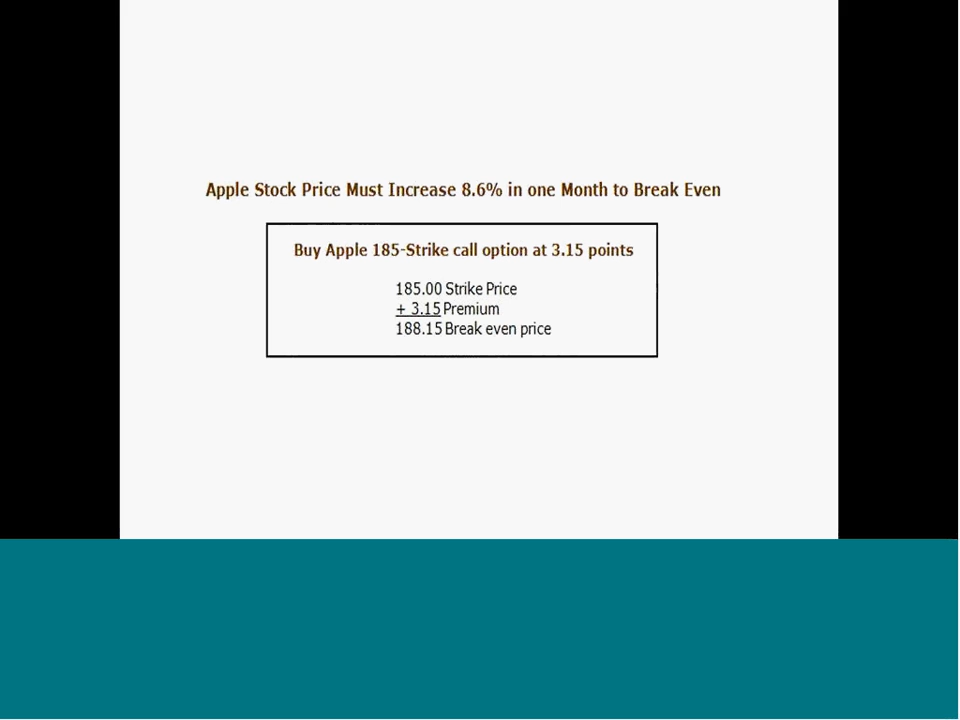 Apple Stock Price Must Increase 8.6% in one Month to Break Even
Buy Apple 185-Strike call option at 3.15 points
185.00 Strike Price
+ 3.15 Premium
188.15 Break even price